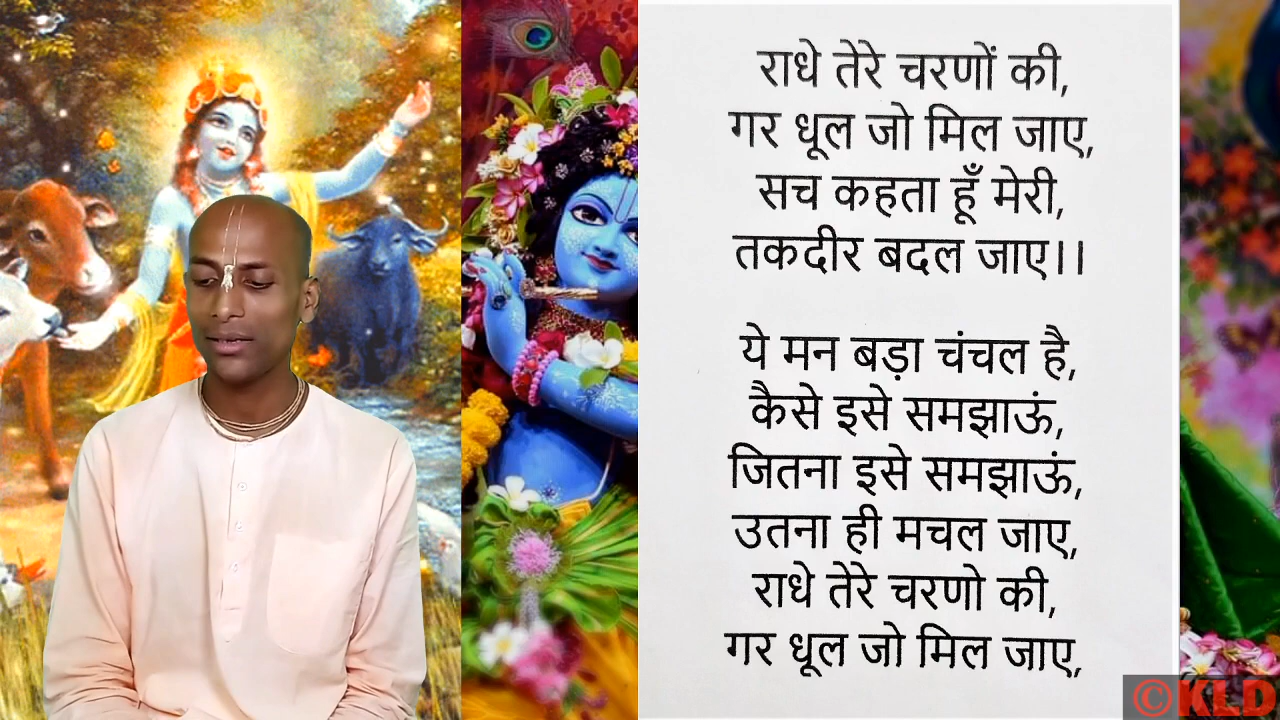 राधे तेरे चरणों की,
गर धूल जो मिल जाए,
सच कहता हूँ मेरी,
तकदीर बदल जाए।।
ये मन बड़ा चंचल है,
कैसे इसे समझाऊं,
जितना इसे समझाऊं,
उतना ही मचल जाए,
राधे तेरे चरणो की,
गर धूल जो मिल जाए,
©KLD